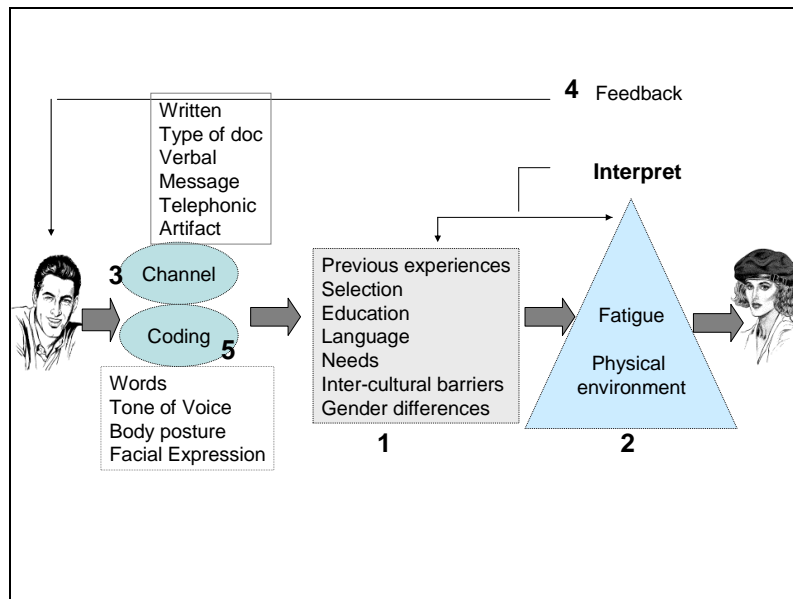 4 Feedback
Written
Type of doc
Verbal
Message
Telephonic
Artifact
Interpret
3 Channel
Coding 5
Words
Tone of Voice
Body posture
Facial Expression
Previous experiences
Selection
Education
Language
Needs
Inter-cultural barriers
Gender differences
1
Fatigue
Physical
environment
2